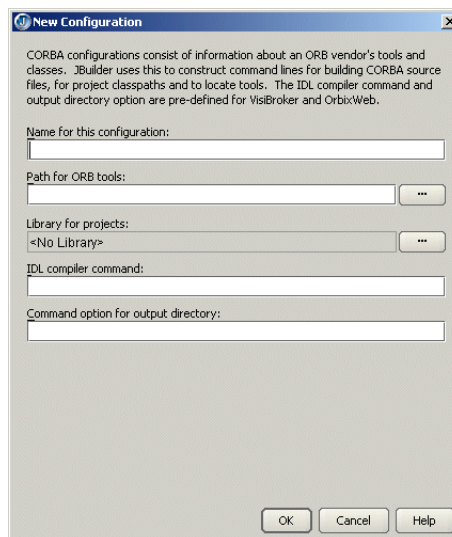 New Configuration
CORBA configurations consist of information about an ORB vendor's tools and
classes. JBuilder uses this to construct command lines for building CORBA source
files, for project classpaths and to locate tools. The IDL compiler command and
output directory option are pre-defined for VisiBroker and OrbixWeb.
Name for this configuration:
Path for ORB tools:
...
Library for projects:
<No Library>
...
IDL compiler command:
Command option for output directory:
OK Cancel Help